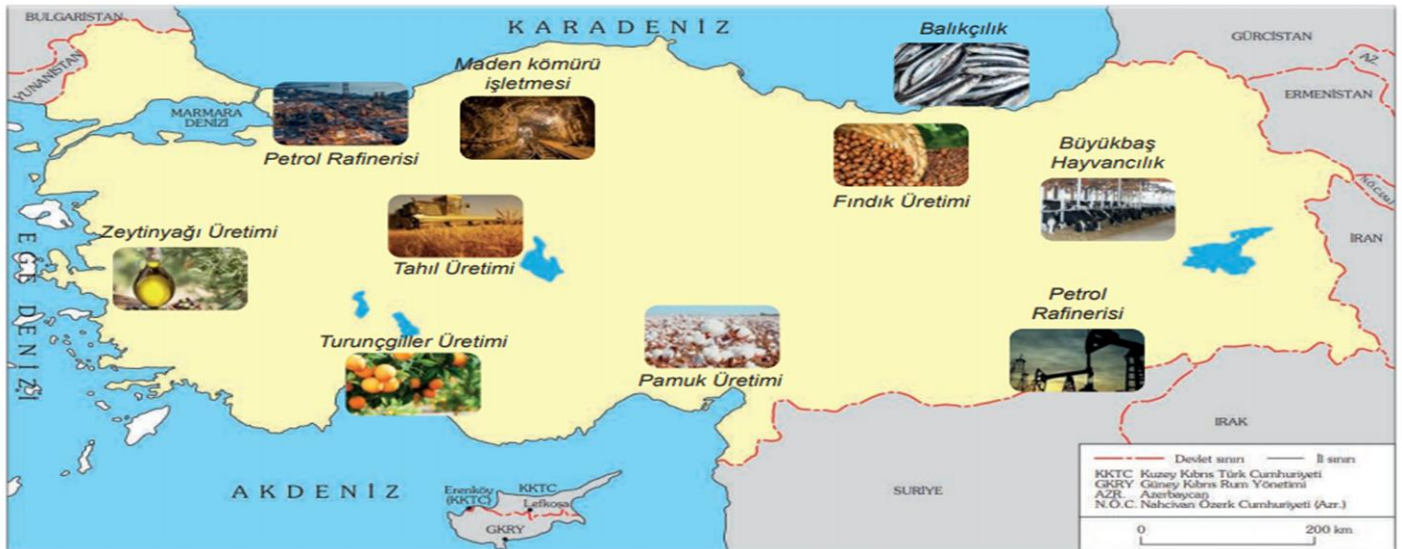 BULGARİSTAN
YUNANİSTAN
KARADENİZ
GÜRCİSTAN
AZ.
ERMENİSTAN
N.Ö.C.(AZ.)
İRAN
MARMARA
DENİZİ
Petrol Rafinerisi
Maden kömürü
işletmesi
Balıkçılık
Fındık Üretimi
Büyükbaş
Hayvancılık
Zeytinyağı Üretimi
Tahıl Üretimi
EGE DENİZİ
Turunçgiller Üretimi
Pamuk Üretimi
Petrol
Rafinerisi
AKDENİZ
Erenköy
(KKTC)
KKTC
Lefkoşa
GKRY
SURİYE
IRAK
Devlet sınırı
İl sınırı
KKTC Kuzey Kıbrıs Türk Cumhuriyeti
GKRY Güney Kıbrıs Rum Yönetimi
AZR. Azerbaycan
N.Ö.C. Nahcivan Özerk Cumhuriyeti (Azr.)
0 200 km